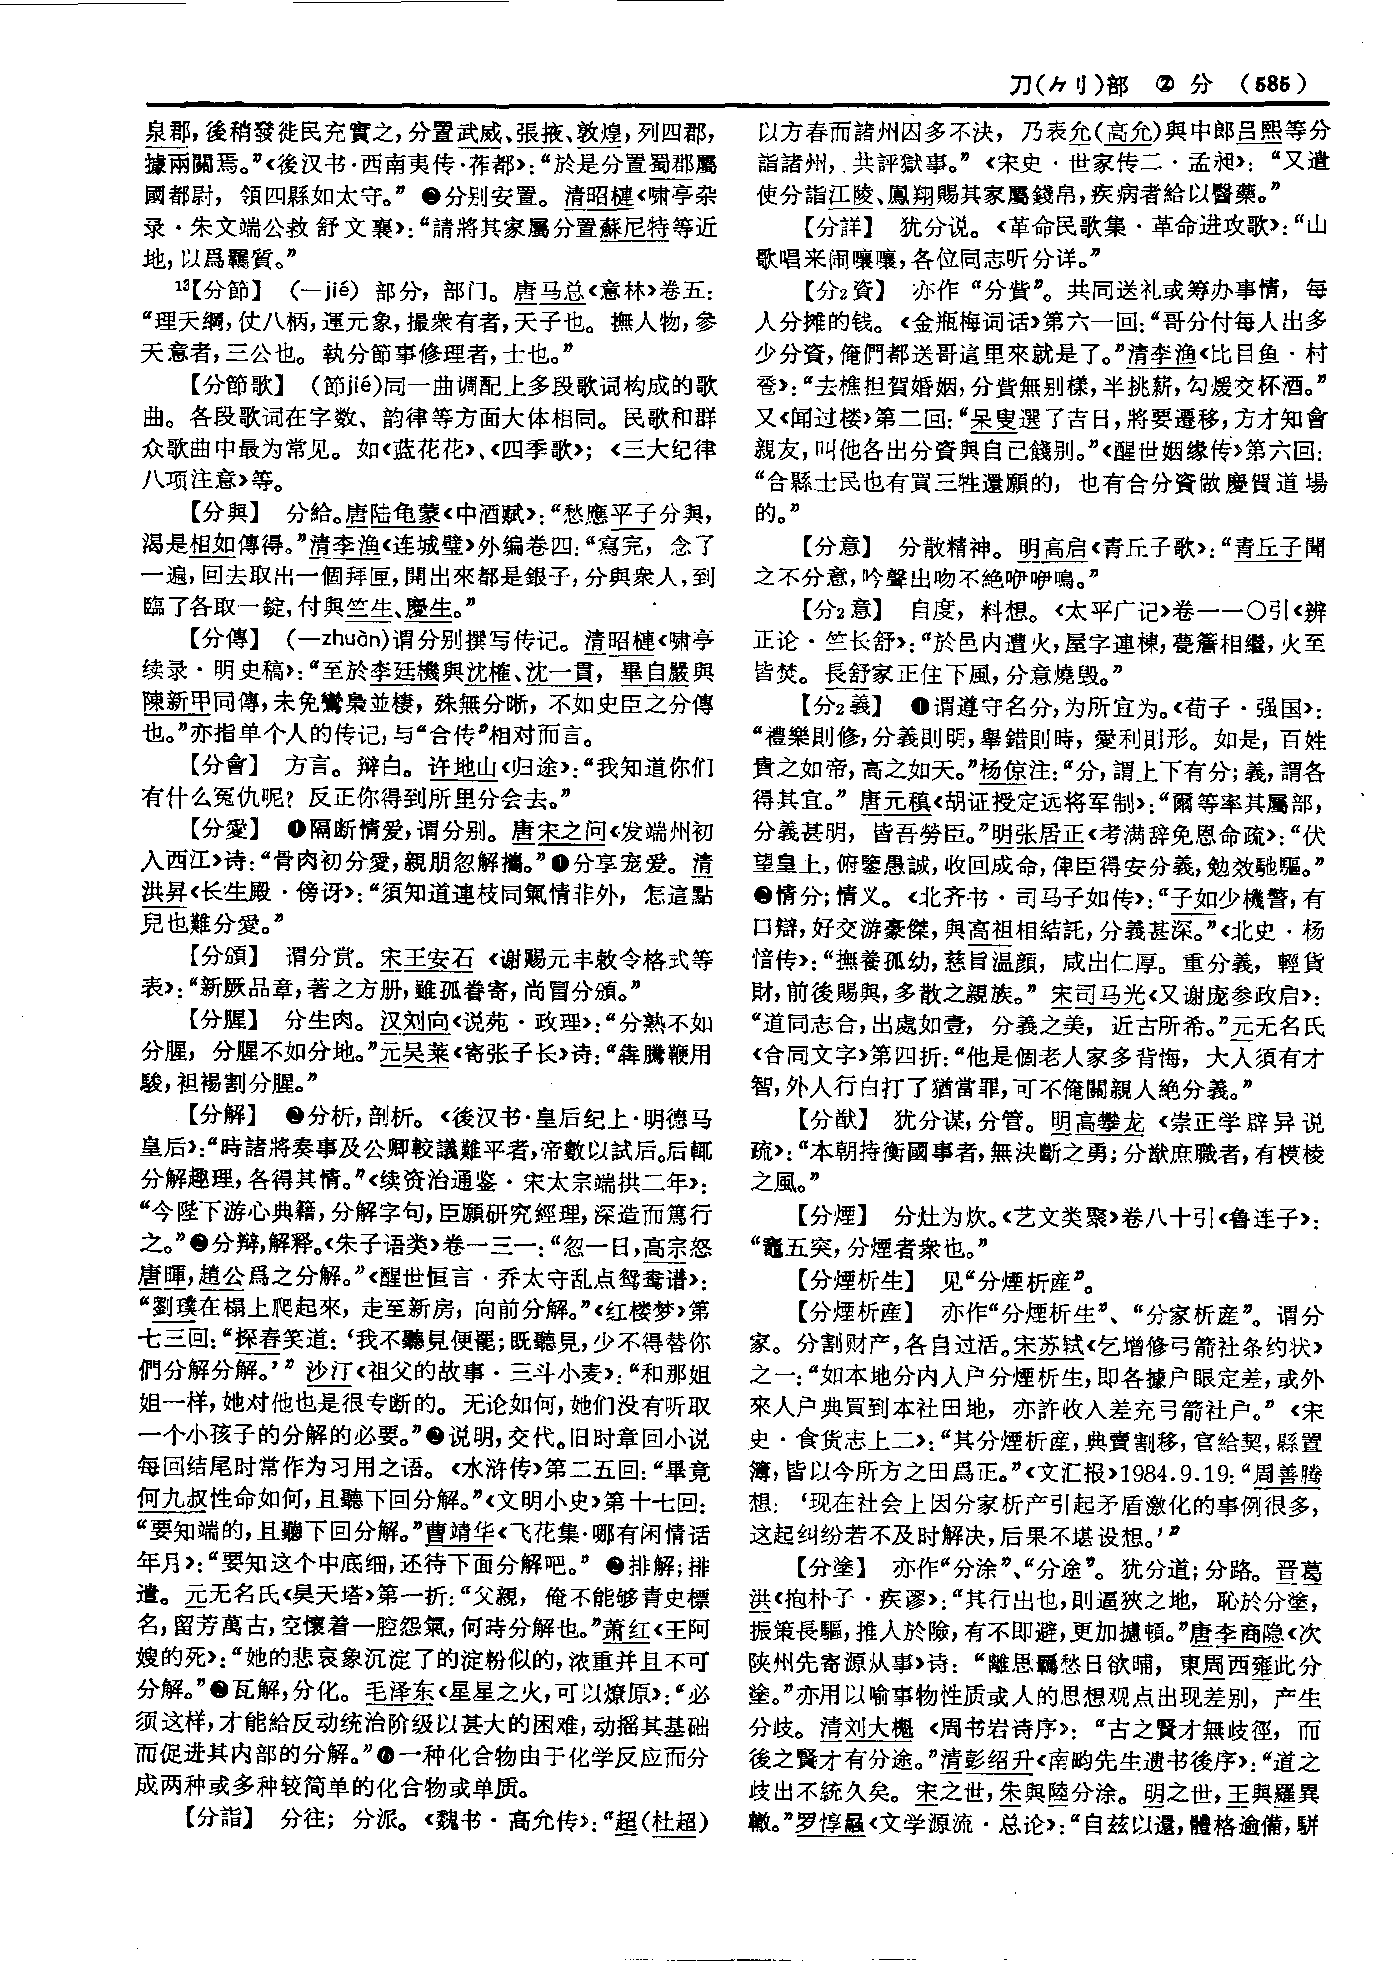 刀(⺈刂)部 ② 分 (585)
泉郡，後稍發徙民充實之，分置武威、張掖、敦煌，列四郡，
據兩關焉。”《後汉书·西南夷传·莋都》：“於是分置蜀郡屬
國都尉，領四縣如太守。” ❷分别安置。清昭槤《啸亭杂
录·朱文端公救舒文襄》：“請將其家屬分置蘇尼特等近
地，以爲羈質。”
¹³【分節】 (—jié) 部分，部门。唐马总《意林》卷五：
“理天綱，仗八柄，運元象，撮衆有者，天子也。撫人物，參
天意者，三公也。執分節事修理者，士也。”
【分節歌】 (節jié)同一曲调配上多段歌词构成的歌
曲。各段歌词在字数、韵律等方面大体相同。民歌和群
众歌曲中最为常见。如《蓝花花》、《四季歌》；《三大纪律
八项注意》等。
【分與】 分給。唐陆龟蒙《中酒赋》：“愁應平子分與，
渴是相如傳得。”清李渔《连城璧》外编卷四：“寫完，念了
一遍，回去取出一個拜匣，開出來都是銀子，分與衆人，到
臨了各取一錠，付與竺生、慶生。”
【分傳】 (—zhuàn)谓分别撰写传记。清昭槤《啸亭
续录·明史稿》：“至於李廷機與沈榷、沈一貫，畢自嚴與
陳新甲同傳，未免鸞梟並棲，殊無分晰，不如史臣之分傳
也。”亦指单个人的传记，与“合传”相对而言。
【分會】 方言。辩白。许地山《归途》：“我知道你们
有什么冤仇呢？反正你得到所里分会去。”
【分愛】 ❶隔断情爱，谓分别。唐宋之问《发端州初
入西江》诗：“骨肉初分愛，親朋忽解攜。”❶分享宠爱。清
洪昇《长生殿·傍讶》：“須知道連枝同氣情非外，怎這點
兒也難分愛。”
【分頒】 谓分赏。宋王安石《谢赐元丰敕令格式等
表》：“新厥品章，著之方册，雖孤眷寄，尚冒分頒。”
【分腥】 分生肉。汉刘向《说苑·政理》：“分熟不如
分腥，分腥不如分地。”元吴莱《寄张子长》诗：“犇騰鞭用
駿，袒裼割分腥。”
【分解】 ❷分析，剖析。《後汉书·皇后纪上·明德马
皇后》：“時諸將奏事及公卿較議難平者，帝數以試后。后輒
分解趣理，各得其情。”《续资治通鉴·宋太宗端拱二年》：
“今陛下游心典籍，分解字句，臣願研究經理，深造而篤行
之。”❷分辩，解释。《朱子语类》卷一三一：“忽一日，高宗怒
唐暉，趙公爲之分解。”《醒世恒言·乔太守乱点鸳鸯谱》：
“劉璞在榻上爬起來，走至新房，向前分解。”《红楼梦》第
七三回：“探春笑道：‘我不聽見便罷；既聽見，少不得替你
們分解分解。’” 沙汀《祖父的故事·三斗小麦》：“和那姐
姐一样，她对他也是很专断的。无论如何，她们没有听取
一个小孩子的分解的必要。”❷说明，交代。旧时章回小说
每回结尾时常作为习用之语。《水浒传》第二五回：“畢竟
何九叔性命如何，且聽下回分解。”《文明小史》第十七回：
“要知端的，且聽下回分解。”曹靖华《飞花集·哪有闲情话
年月》：“要知这个中底细，还待下面分解吧。” ❷排解；排
遣。元无名氏《昊天塔》第一折：“父親，俺不能够青史標
名，留芳萬古，空懷着一腔怨氣，何時分解也。”萧红《王阿
嫂的死》：“她的悲哀象沉淀了的淀粉似的，浓重并且不可
分解。”❷瓦解，分化。毛泽东《星星之火，可以燎原》：“必
须这样，才能給反动统治阶级以甚大的困难，动摇其基础
而促进其内部的分解。”❻一种化合物由于化学反应而分
成两种或多种较简单的化合物或单质。
【分詣】 分往；分派。《魏书·高允传》：“超(杜超)
以方春而諸州囚多不決，乃表允(高允)與中郎吕熙等分
詣諸州，共評獄事。”《宋史·世家传二·孟昶》：“又遣
使分詣江陵、鳳翔賜其家屬錢帛，疾病者給以醫藥。”
【分詳】 犹分说。《革命民歌集·革命进攻歌》：“山
歌唱来闹嚷嚷，各位同志听分详。”
【分₂資】 亦作“分貲”。共同送礼或筹办事情，每
人分摊的钱。《金瓶梅词话》第六一回：“哥分付每人出多
少分資，俺們都送哥這里來就是了。”清李渔《比目鱼·村
卺》：“去樵担賀婚姻，分貲無别樣，半挑薪，勾煖交杯酒。”
又《闻过楼》第二回：“呆叟選了吉日，將要遷移，方才知會
親友，叫他各出分資與自己餞别。”《醒世姻缘传》第六回：
“合縣士民也有買三牲還願的，也有合分資做慶賀道場
的。”
【分意】 分散精神。明高启《青丘子歌》：“青丘子聞
之不分意，吟聲出吻不絶咿咿鳴。”
【分₂意】 自度，料想。《太平广记》卷一一〇引《辨
正论·竺长舒》：“於邑内遭火，屋宇連棟，甍簷相繼，火至
皆焚。長舒家正住下風，分意燒毁。”
【分₂義】 ❶谓遵守名分，为所宜为。《荀子·强国》：
“禮樂則修，分義則明，舉錯則時，愛利則形。如是，百姓
貴之如帝，高之如天。”杨倞注：“分，謂上下有分；義，謂各
得其宜。” 唐元稹《胡证授定远将军制》：“爾等率其屬部，
分義甚明，皆吾勞臣。”明张居正《考满辞免恩命疏》：“伏
望皇上，俯鑒愚誠，收回成命，俾臣得安分義，勉效馳驅。”
❷情分；情义。《北齐书·司马子如传》：“子如少機警，有
口辯，好交游豪傑，與高祖相結託，分義甚深。”《北史·杨
愔传》：“撫養孤幼，慈旨温顔，咸出仁厚。重分義，輕貨
財，前後賜與，多散之親族。” 宋司马光《又谢庞参政启》：
“道同志合，出處如壹，分義之美，近古所希。”元无名氏
《合同文字》第四折：“他是個老人家多背悔，大人須有才
智，外人行白打了猶當罪，可不俺關親人絶分義。”
【分猷】 犹分谋，分管。明高攀龙《崇正学辟异说
疏》：“本朝持衡國事者，無決斷之勇；分猷庶職者，有模棱
之風。”
【分煙】 分灶为炊。《艺文类聚》卷八十引《鲁连子》：
“竈五突，分煙者衆也。”
【分煙析生】 见“分煙析産”。
【分煙析産】 亦作“分煙析生”、“分家析産”。谓分
家。分割财产，各自过活。宋苏轼《乞增修弓箭社条约状》
之一：“如本地分内人户分煙析生，即各據户眼定差，或外
來人户典買到本社田地，亦許收入差充弓箭社户。”《宋
史·食货志上二》：“其分煙析産，典賣割移，官給契，縣置
簿，皆以今所方之田爲正。”《文汇报》1984.9.19：“周善腾
想：‘现在社会上因分家析产引起矛盾激化的事例很多，
这起纠纷若不及时解决，后果不堪设想。’”
【分塗】 亦作“分涂”、“分途”。犹分道；分路。晋葛
洪《抱朴子·疾谬》：“其行出也，則逼狹之地，恥於分塗，
振策長驅，推人於險，有不即避，更加攄頓。”唐李商隐《次
陕州先寄源从事》诗：“離思羈愁日欲晡，東周西雍此分
塗。”亦用以喻事物性质或人的思想观点出现差别，产生
分歧。清刘大櫆《周书岩诗序》：“古之賢才無歧徑，而
後之賢才有分途。”清彭绍升《南畇先生遗书後序》：“道之
歧出不統久矣。宋之世，朱與陸分涂。明之世，王與羅異
轍。”罗惇曧《文学源流·总论》：“自兹以還，體格逾備，駢